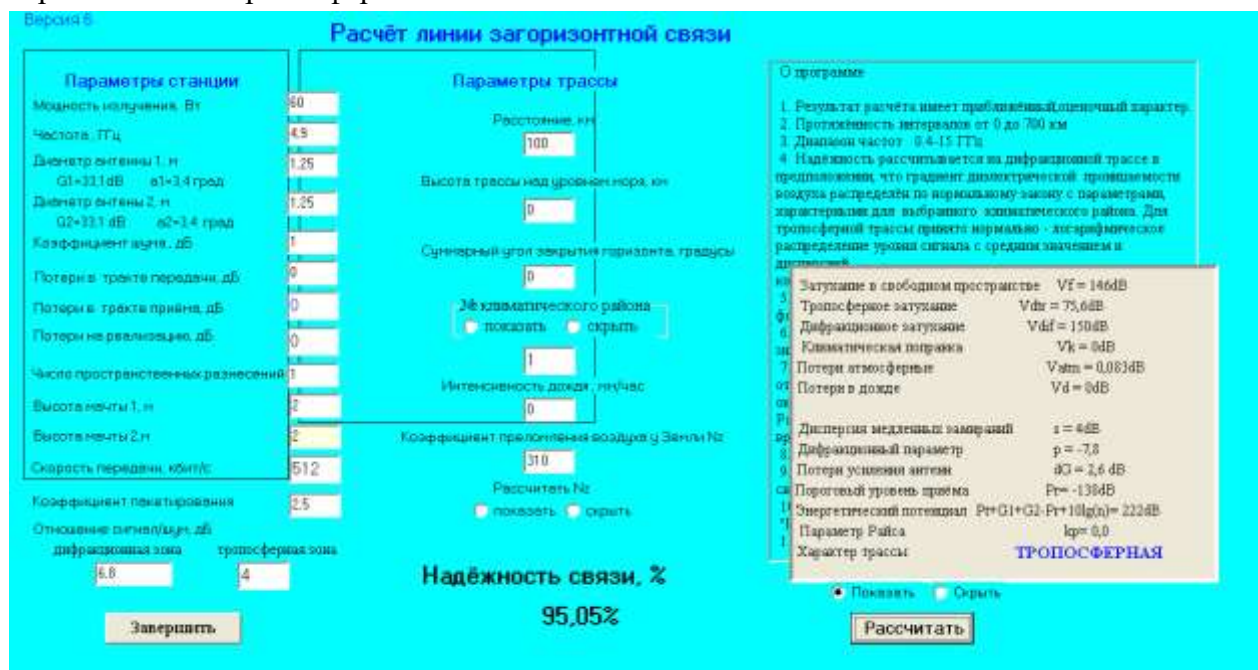 Версия 6
Расчёт линии загоризонтной связи
Параметры станции
Мощность излучения, Вт
60
Частота, ГГц
4,9
Диаметр антенны 1, м
1,25
G1=33,1dB a1=3,4 град
Диаметр антенны 2, м
1,25
G2=33,1 dB a2=3,4 град
Коэффициент шума, дБ
1
Потери в тракте передачи, дБ
0
Потери в тракте приёма, дБ
0
Потери на реализацию, дБ
0
Число пространственных разнесений
1
Высота мачты 1, м
2
Высота мачты 2,м
2
Скорость передачи, кбит/с
512
Коэффициент пакетирования
2.5
Отношение сигнал/шум, дБ
дифракционная зона тропосферная зона
6.8
4
Завершить
Параметры трассы
Расстояние, км
100
Высота трассы над уровнем моря, км
0
Суммарный угол закрытия горизонта, градусы
0
№ климатического района
показать скрыть
1
Интенсивность дождя, мм/час
0
Коэффициент преломления воздуха у Земли Nz
310
Рассчитать Nz
показать скрыть
Надёжность связи, %
95,05%
О программе
1. Результат расчёта имеет приближённый,оценочный характер.
2. Протяжённость интервалов от 0 до 700 км
3. Диапазон частот 0.4-15 ГГц
4. Надёжность рассчитывается на дифракционной трассе в
предположении, что градиент диэлектрической проницаемости
воздуха распределён по нормальному закону с параметрами,
характерными для выбранного климатического района. Для
тропосферной трассы принято нормально - логарифмическое
распределение уровня сигнала с средним значением и
дисперсией
Затухание в свободном пространстве Vf = 146dB
Тропосферное затухание Vdtr = 75,6dB
Дифракционное затухание Vdif = 150dB
Климатическая поправка Vk = 0dB
Потери атмосферные Vatm = 0,083dB
Потери в дожде Vd = 0dB
Дисперсия медленных замираний s = 4dB
Дифракционный параметр p = -7,8
Потери усиления антенн dG = 2,6 dB
Пороговый уровень приёма Pr= -138dB
Энергетический потенциал Pt+G1+G2-Pr+10lg(n)= 222dB
Параметр Райса kp= 0,0
Характер трассы ТРОПОСФЕРНАЯ
Показать Скрыть
Рассчитать